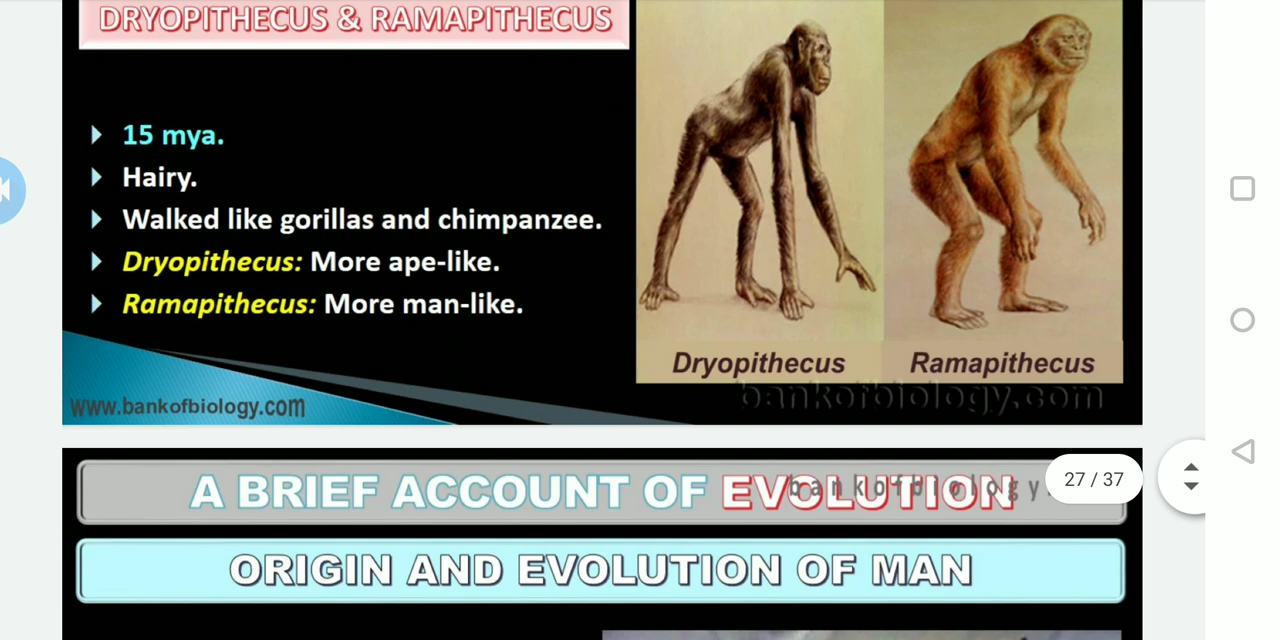 DRYOPITHECUS & RAMAPITHECUS
15 mya.
Hairy.
Walked like gorillas and chimpanzee.
Dryopithecus: More ape-like.
Ramapithecus: More man-like.
Dryopithecus
Ramapithecus
bankofbiology.com
www.bankofbiology.com
A BRIEF ACCOUNT OF EVOLUTION
bankofbiology.
27 / 37
ORIGIN AND EVOLUTION OF MAN